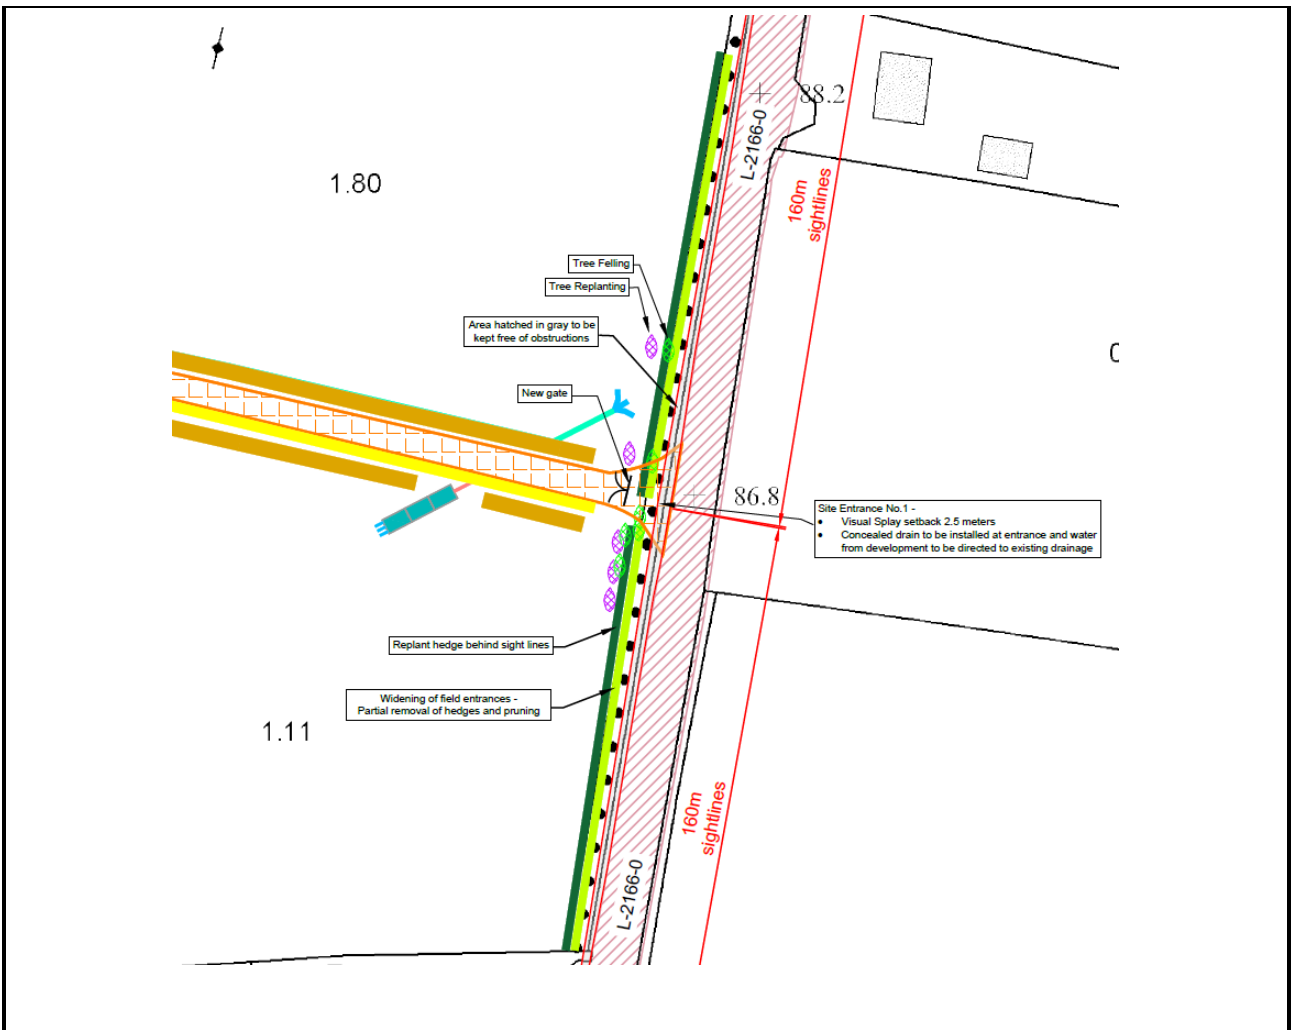 88.2
L-2166-0
1.80
160m
sightlines
Tree Felling
Tree Replanting
Area hatched in gray to be
kept free of obstructions
New gate
86.8
Site Entrance No.1 -
• Visual Splay setback 2.5 meters
• Concealed drain to be installed at entrance and water
from development to be directed to existing drainage
Replant hedge behind sight lines
Widening of field entrances -
Partial removal of hedges and pruning
1.11
160m
sightlines
L-2166-0